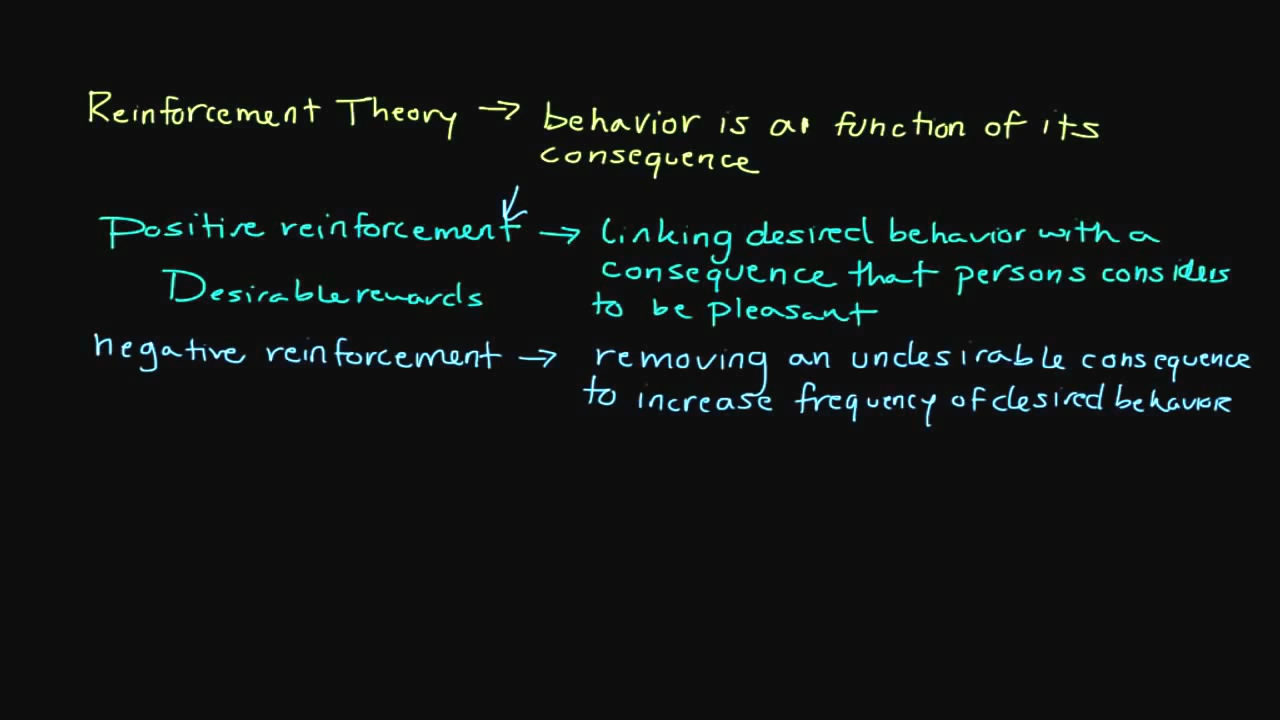 Reinforcement Theory → behavior is a function of its
consequence
Positive reinforcement → linking desired behavior with a
consequence that persons considers
Desirable rewards
to be pleasant
negative reinforcement → removing an undesirable consequence
to increase frequency of desired behavior